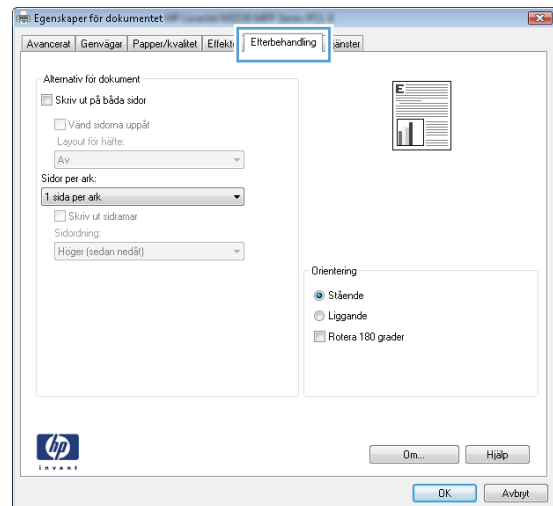 Egenskaper för dokumentet
Avancerat Genvägar Papper/kvalitet Effekt Efterbehandling änster
Alternativ för dokument
Skriv ut på båda sidor
Vänd sidorna uppåt
Layout för häfte:
Av
Sidor per ark:
1 sida per ark
Skriv ut sidramar
Sidordning:
Höger (sedan nedåt)
E
Orientering
Stående
Liggande
Rotera 180 grader
hp
invent
Om... Hjälp
OK Avbryt